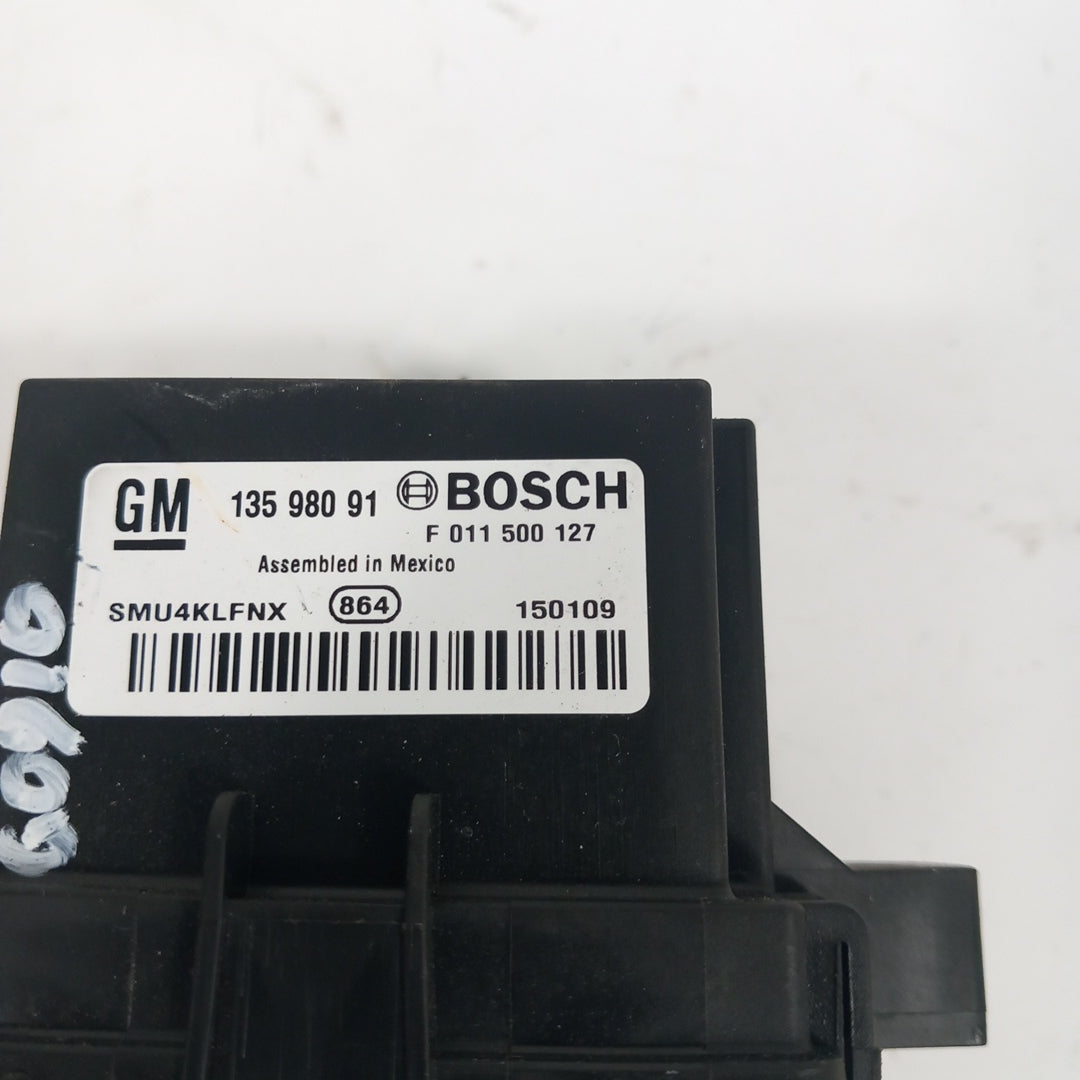 GM 135 980 91 BOSCH
F 011 500 127
Assembled in Mexico
SMU4KLFNX 864 150109